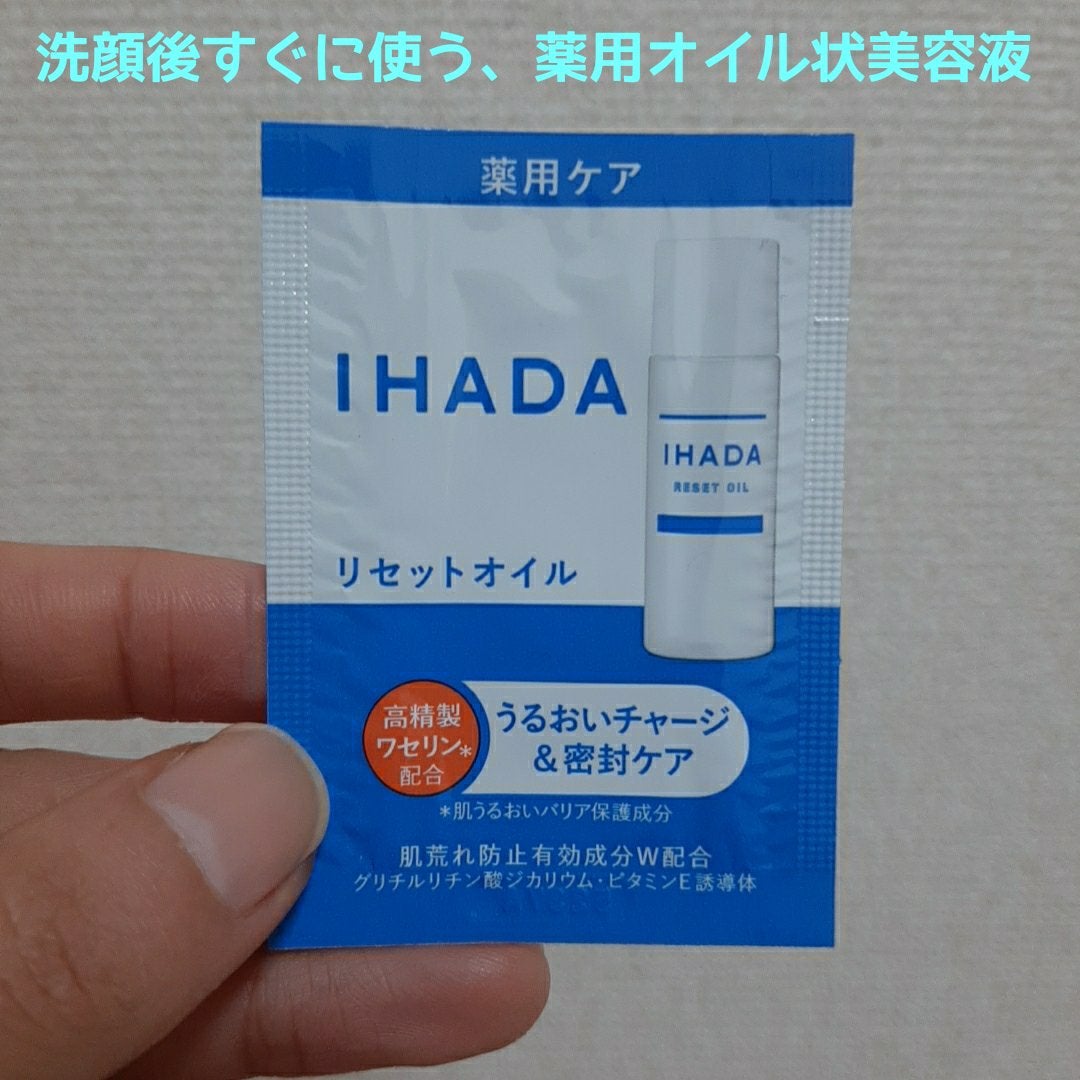 洗顔後すぐに使う、薬用オイル状美容液
薬用ケア
IHADA
IHADA
RESET OIL
リセットオイル
高精製
ワセリン*
配合
うるおいチャージ
&密封ケア
*肌うるおいバリア保護成分
肌荒れ防止有効成分W配合
グリチルリチン酸ジカリウム・ビタミンE誘導体